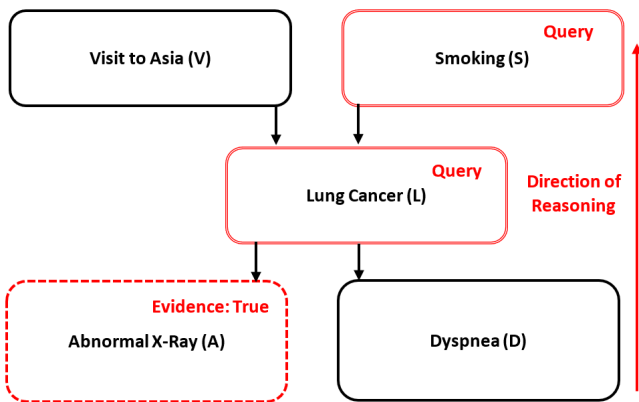 Query
Visit to Asia (V)
Smoking (S)
Query
Lung Cancer (L)
Direction of
Reasoning
Evidence: True
Abnormal X-Ray (A)
Dyspnea (D)